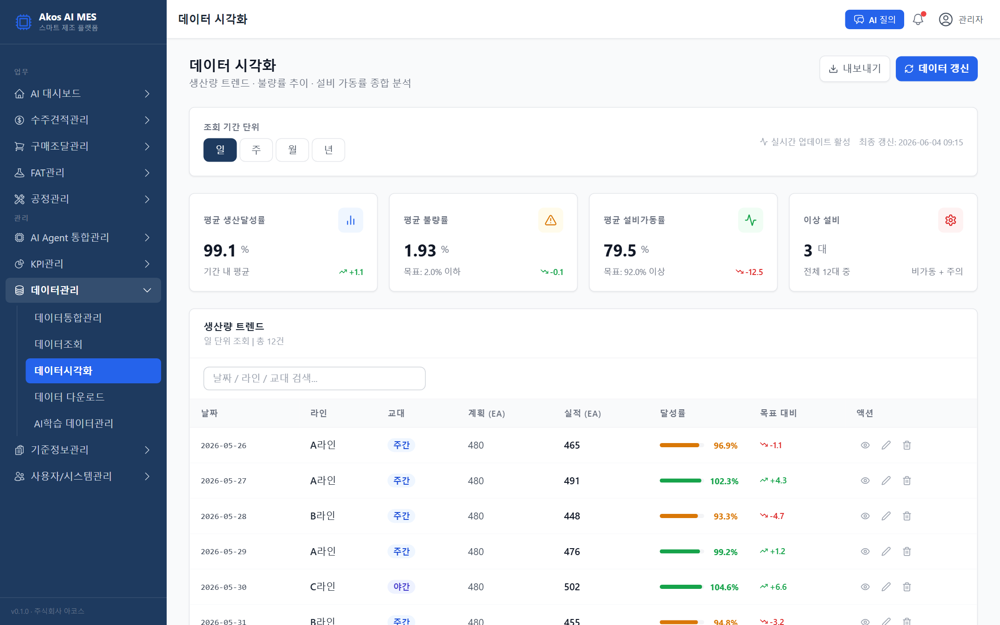 Akos AI MES
스마트 제조 플랫폼
업무
AI 대시보드
수주견적관리
구매조달관리
FAT관리
공정관리
관리
AI Agent 통합관리
KPI관리
데이터관리
데이터통합관리
데이터조회
데이터시각화
데이터 다운로드
AI학습 데이터관리
기준정보관리
사용자/시스템관리
v0.1.0 · 주식회사 아코스
데이터 시각화
AI 질의
관리자
데이터 시각화
생산량 트렌드 · 불량률 추이 · 설비 가동률 종합 분석
내보내기
데이터 갱신
조회 기간 단위
일 주 월 년
실시간 업데이트 활성 최종 갱신: 2026-06-04 09:15
평균 생산달성률
99.1 %
기간 내 평균 +1.1
평균 불량률
1.93 %
목표: 2.0% 이하 -0.1
평균 설비가동률
79.5 %
목표: 92.0% 이상 -12.5
이상 설비
3 대
전체 12대 중 비가동 + 주의
생산량 트렌드
일 단위 조회 | 총 12건
날짜 / 라인 / 교대 검색...
날짜 라인 교대 계획 (EA) 실적 (EA) 달성률 목표 대비 액션
2026-05-26 A라인 주간 480 465 96.9% -1.1
2026-05-27 A라인 주간 480 491 102.3% +4.3
2026-05-28 B라인 주간 480 448 93.3% -4.7
2026-05-29 A라인 주간 480 476 99.2% +1.2
2026-05-30 C라인 야간 480 502 104.6% +6.6
2026-05-31 B라인 주간 480 455 94.8% -3.2